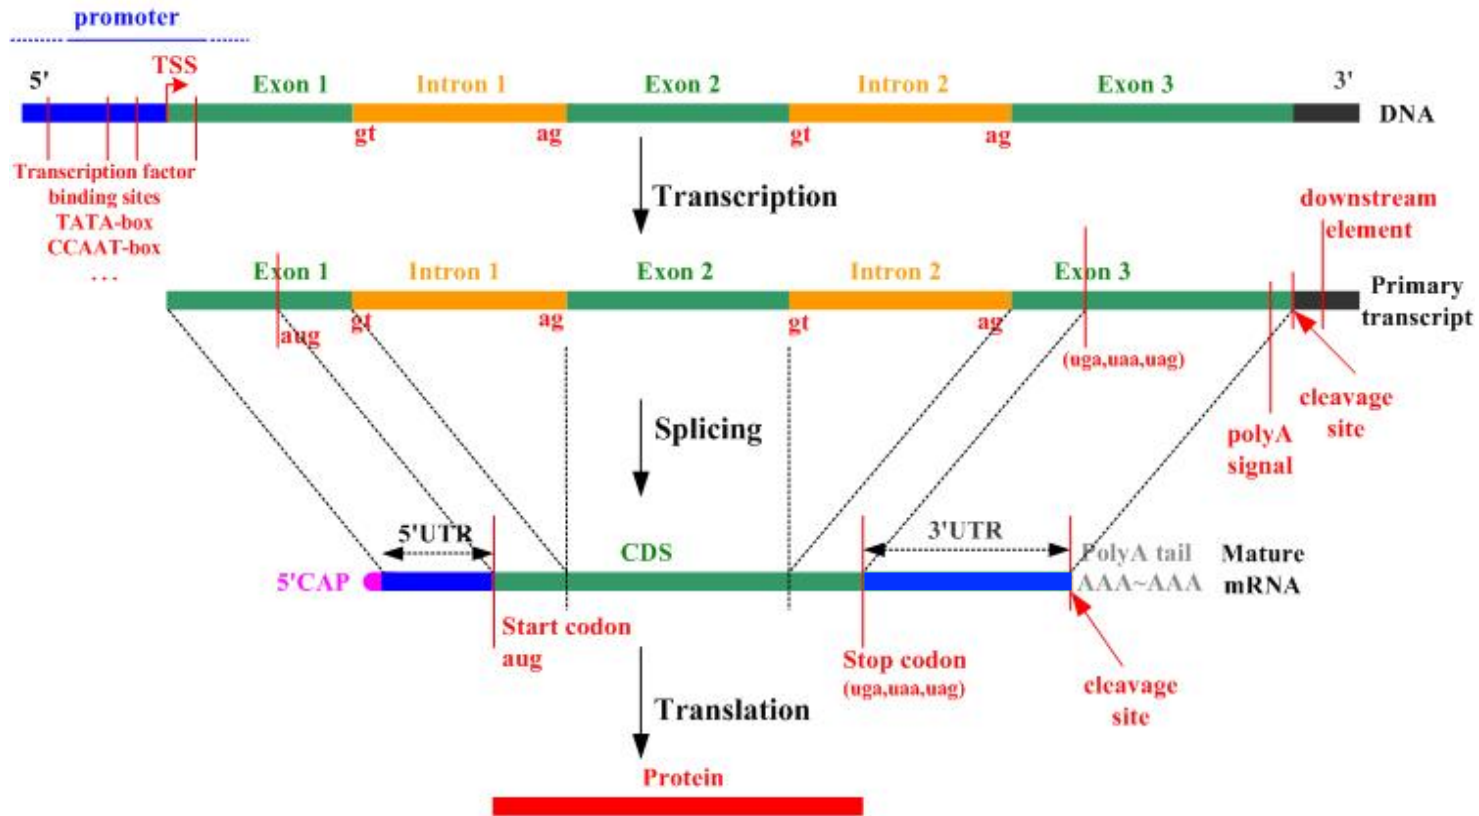 promoter
5'
TSS
Exon 1
Intron 1
Exon 2
Intron 2
Exon 3
3'
DNA
gt
ag
gt
ag
Transcription factor
binding sites
TATA-box
CCAAT-box
...
Transcription
downstream
element
Exon 1
Intron 1
Exon 2
Intron 2
Exon 3
Primary
transcript
aug
gt
ag
gt
ag
(uga,uaa,uag)
cleavage
site
polyA
signal
Splicing
5'UTR
CDS
3'UTR
PolyA tail
AAA~AAA
Mature
mRNA
5'CAP
Start codon
aug
Stop codon
(uga,uaa,uag)
cleavage
site
Translation
Protein